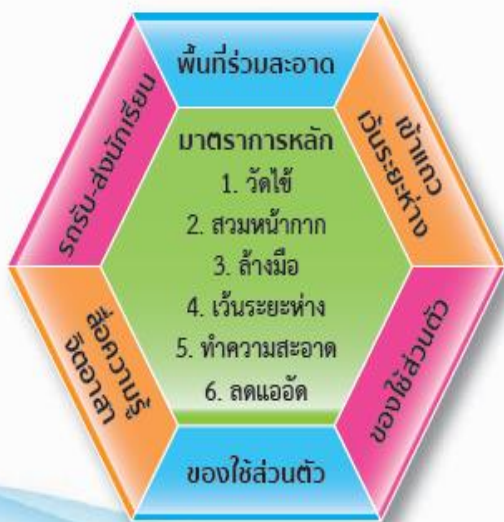 พื้นที่ร่วมสะอาด
เข้าแถว
เว้นระยะห่าง
ของใช้ส่วนตัว
ของใช้ส่วนตัว
สื่อความรู้
จิตอาสา
รถรับ-ส่งนักเรียน
มาตราการหลัก
1. วัดไข้
2. สวมหน้ากาก
3. ล้างมือ
4. เว้นระยะห่าง
5. ทำความสะอาด
6. ลดแออัด